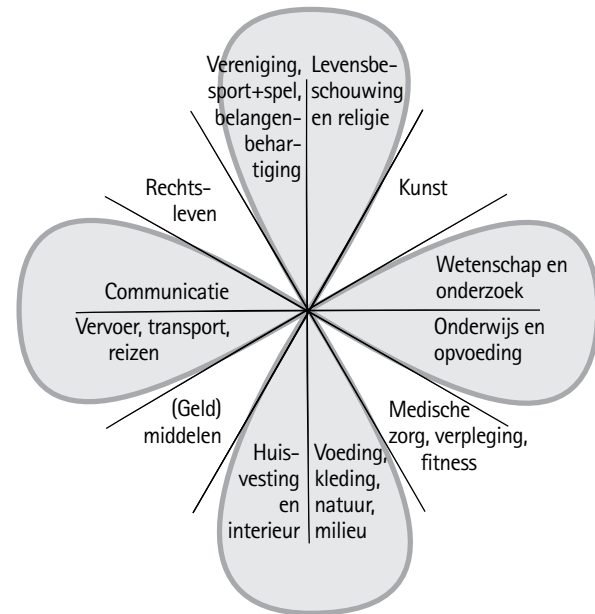 Vereniging,
sport+spel,
belangen-
behar-
tiging
Levensbe-
schouwing
en religie
Rechts-
leven
Kunst
Communicatie
Wetenschap en
onderzoek
Vervoer, transport,
reizen
Onderwijs en
opvoeding
(Geld)
middelen
Medische
zorg, verpleging,
fitness
Huis-
vesting
en
interieur
Voeding,
kleding,
natuur,
milieu